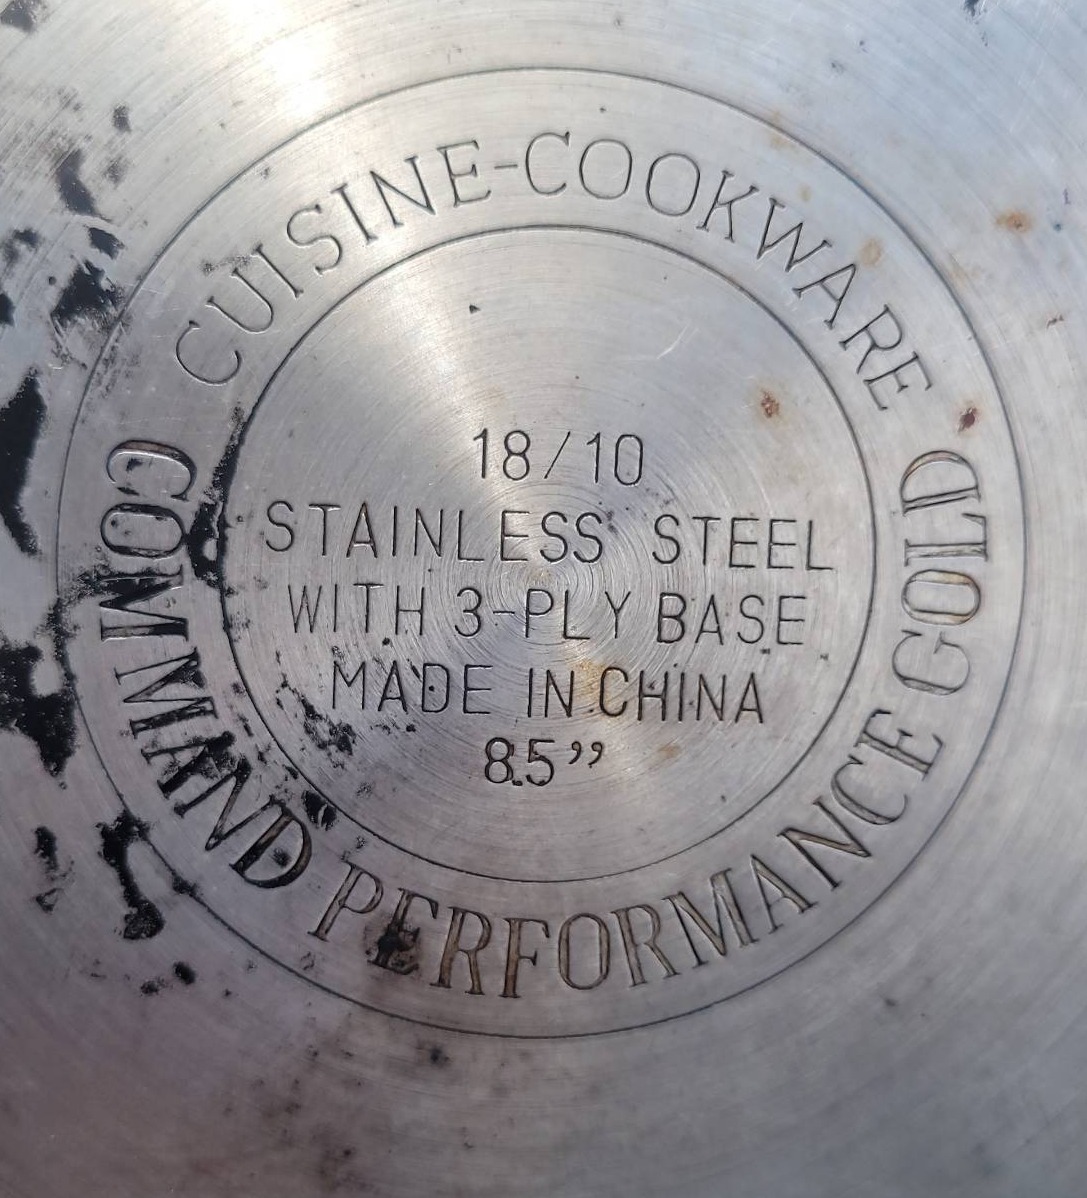 CUISINE-COOKWARE
18/10
STAINLESS STEEL
WITH 3-PLY BASE
MADE IN CHINA
8.5”
COMMAND PERFORMANCE GOLD